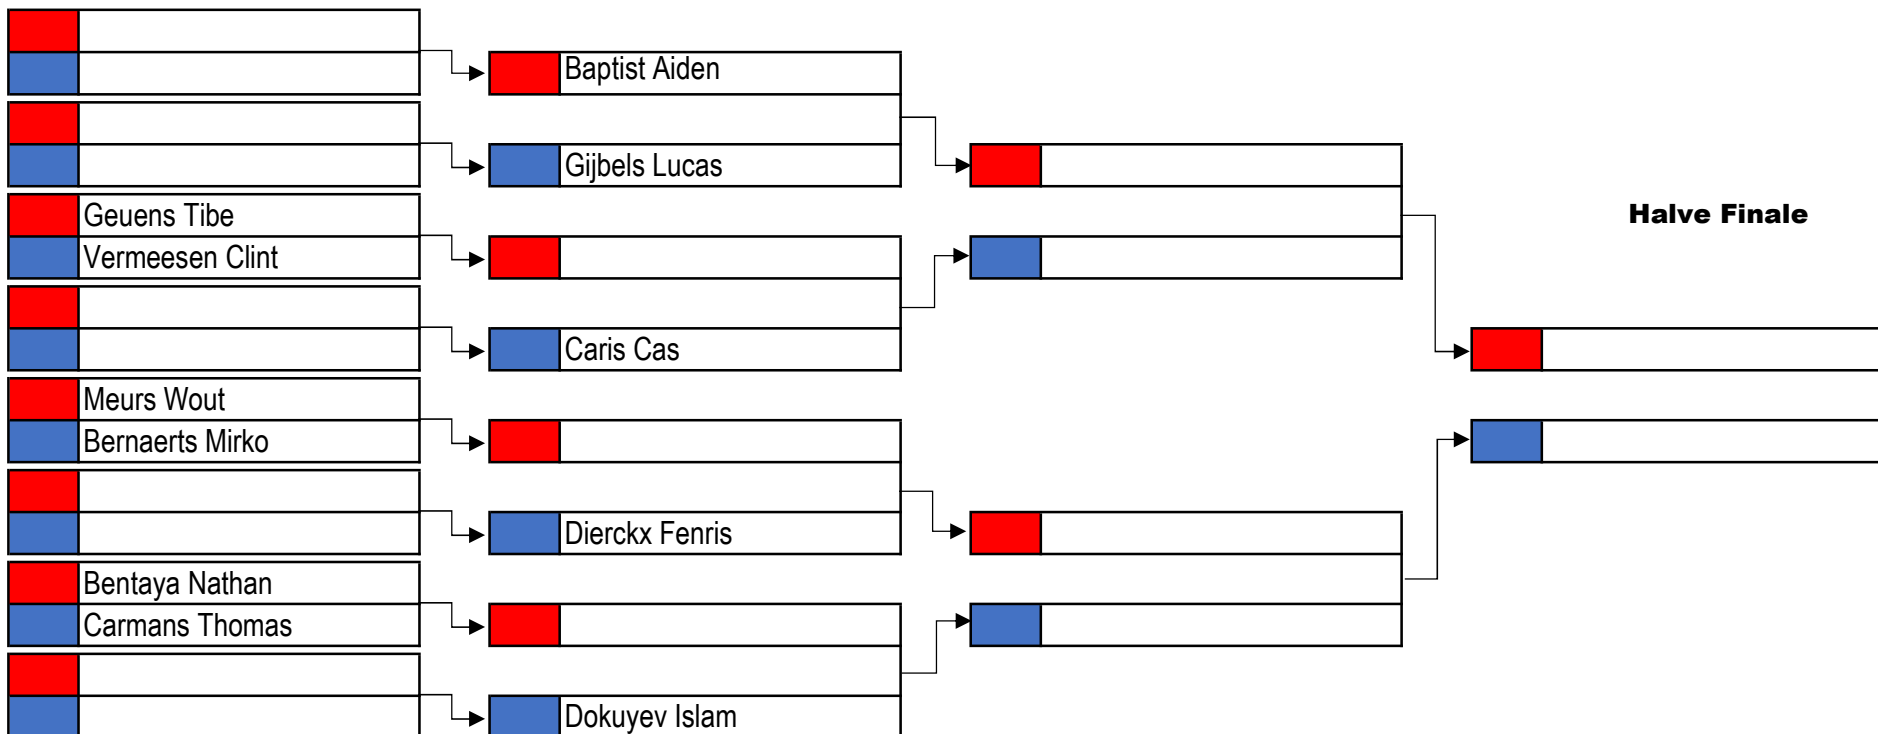 Baptist Aiden
Gijbels Lucas
Geuens Tibe
Vermeesen Clint
Halve Finale
Caris Cas
Meurs Wout
Bernaerts Mirko
Dierckx Fenris
Bentaya Nathan
Carmans Thomas
Dokuyev Islam